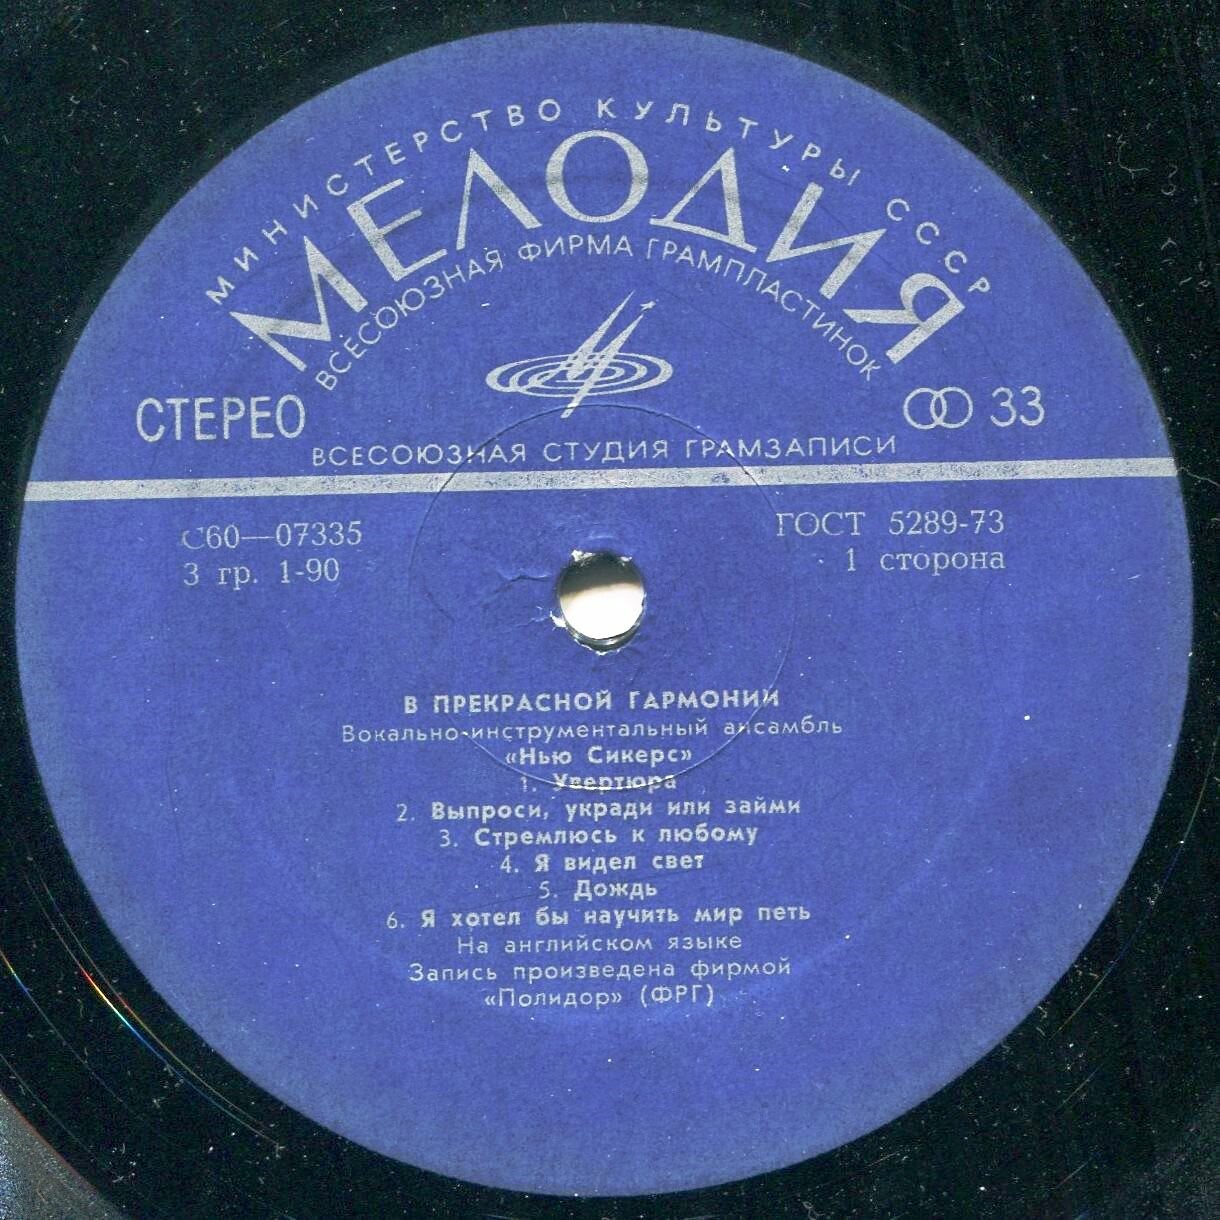 МИНИСТЕРСТВО КУЛЬТУРЫ СССР
МЕЛОДИЯ
ВСЕСОЮЗНАЯ ФИРМА ГРАМПЛАСТИНОК
СТЕРЕО
33
ВСЕСОЮЗНАЯ СТУДИЯ ГРАМЗАПИСИ
С60—07335
ГОСТ 5289-73
3 гр. 1-90
1 сторона
В ПРЕКРАСНОЙ ГАРМОНИИ
Вокально-инструментальный ансамбль
«Нью Сикерс»
1. Увертюра
2. Выпроси, укради или займи
3. Стремлюсь к любому
4. Я видел свет
5. Дождь
6. Я хотел бы научить мир петь
На английском языке
Запись произведена фирмой
«Полидор» (ФРГ)